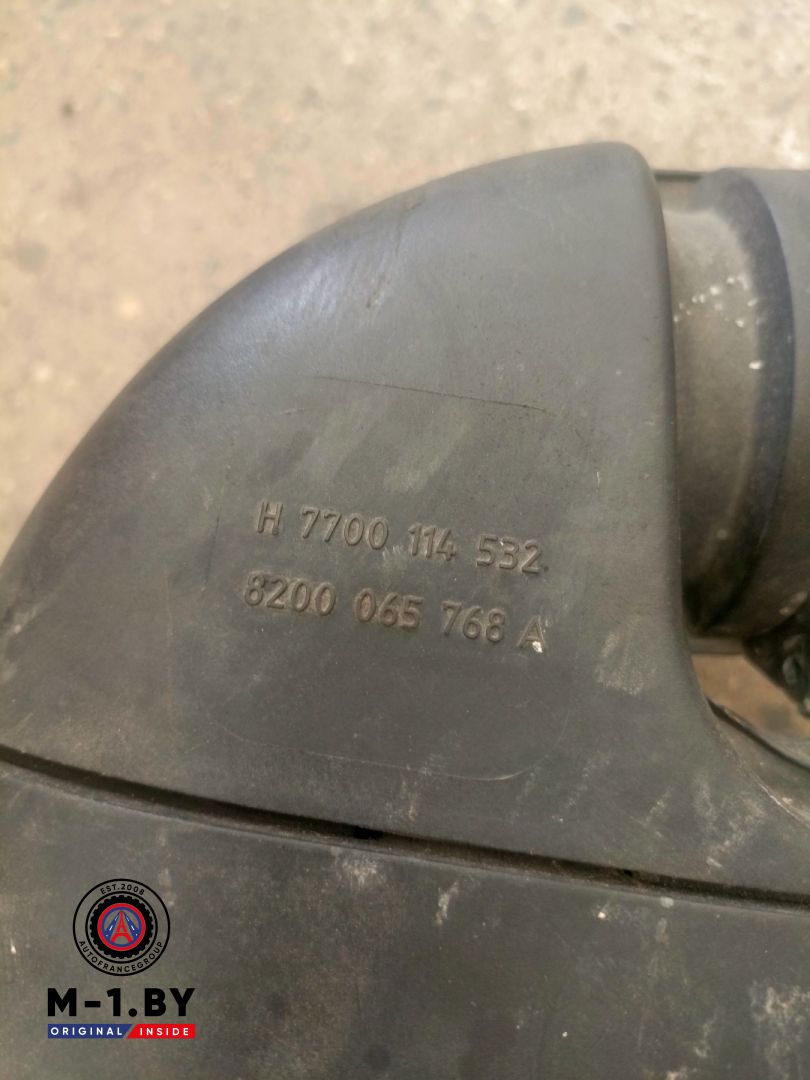 H 7700 114 532
8200 065 768 A
EST.2008
AUTOFRANCEGROUP
M-1.BY
ORIGINAL INSIDE